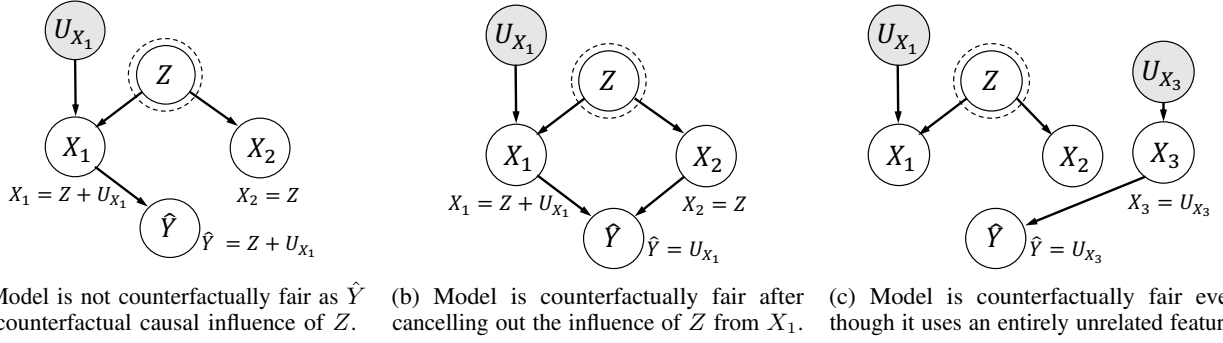 U_{X_1}
Z
X_1
X_2
X_1 = Z + U_{X_1}
X_2 = Z
Ŷ
Ŷ = Z + U_{X_1}
Model is not counterfactually fair as Ŷ
counterfactual causal influence of Z.
U_{X_1}
Z
X_1
X_2
X_1 = Z + U_{X_1}
X_2 = Z
Ŷ
Ŷ = U_{X_1}
(b) Model is counterfactually fair after
cancelling out the influence of Z from X_1.
U_{X_1}
Z
U_{X_3}
X_1
X_2
X_3
X_3 = U_{X_3}
Ŷ
Ŷ = U_{X_3}
(c) Model is counterfactually fair eve
though it uses an entirely unrelated featur